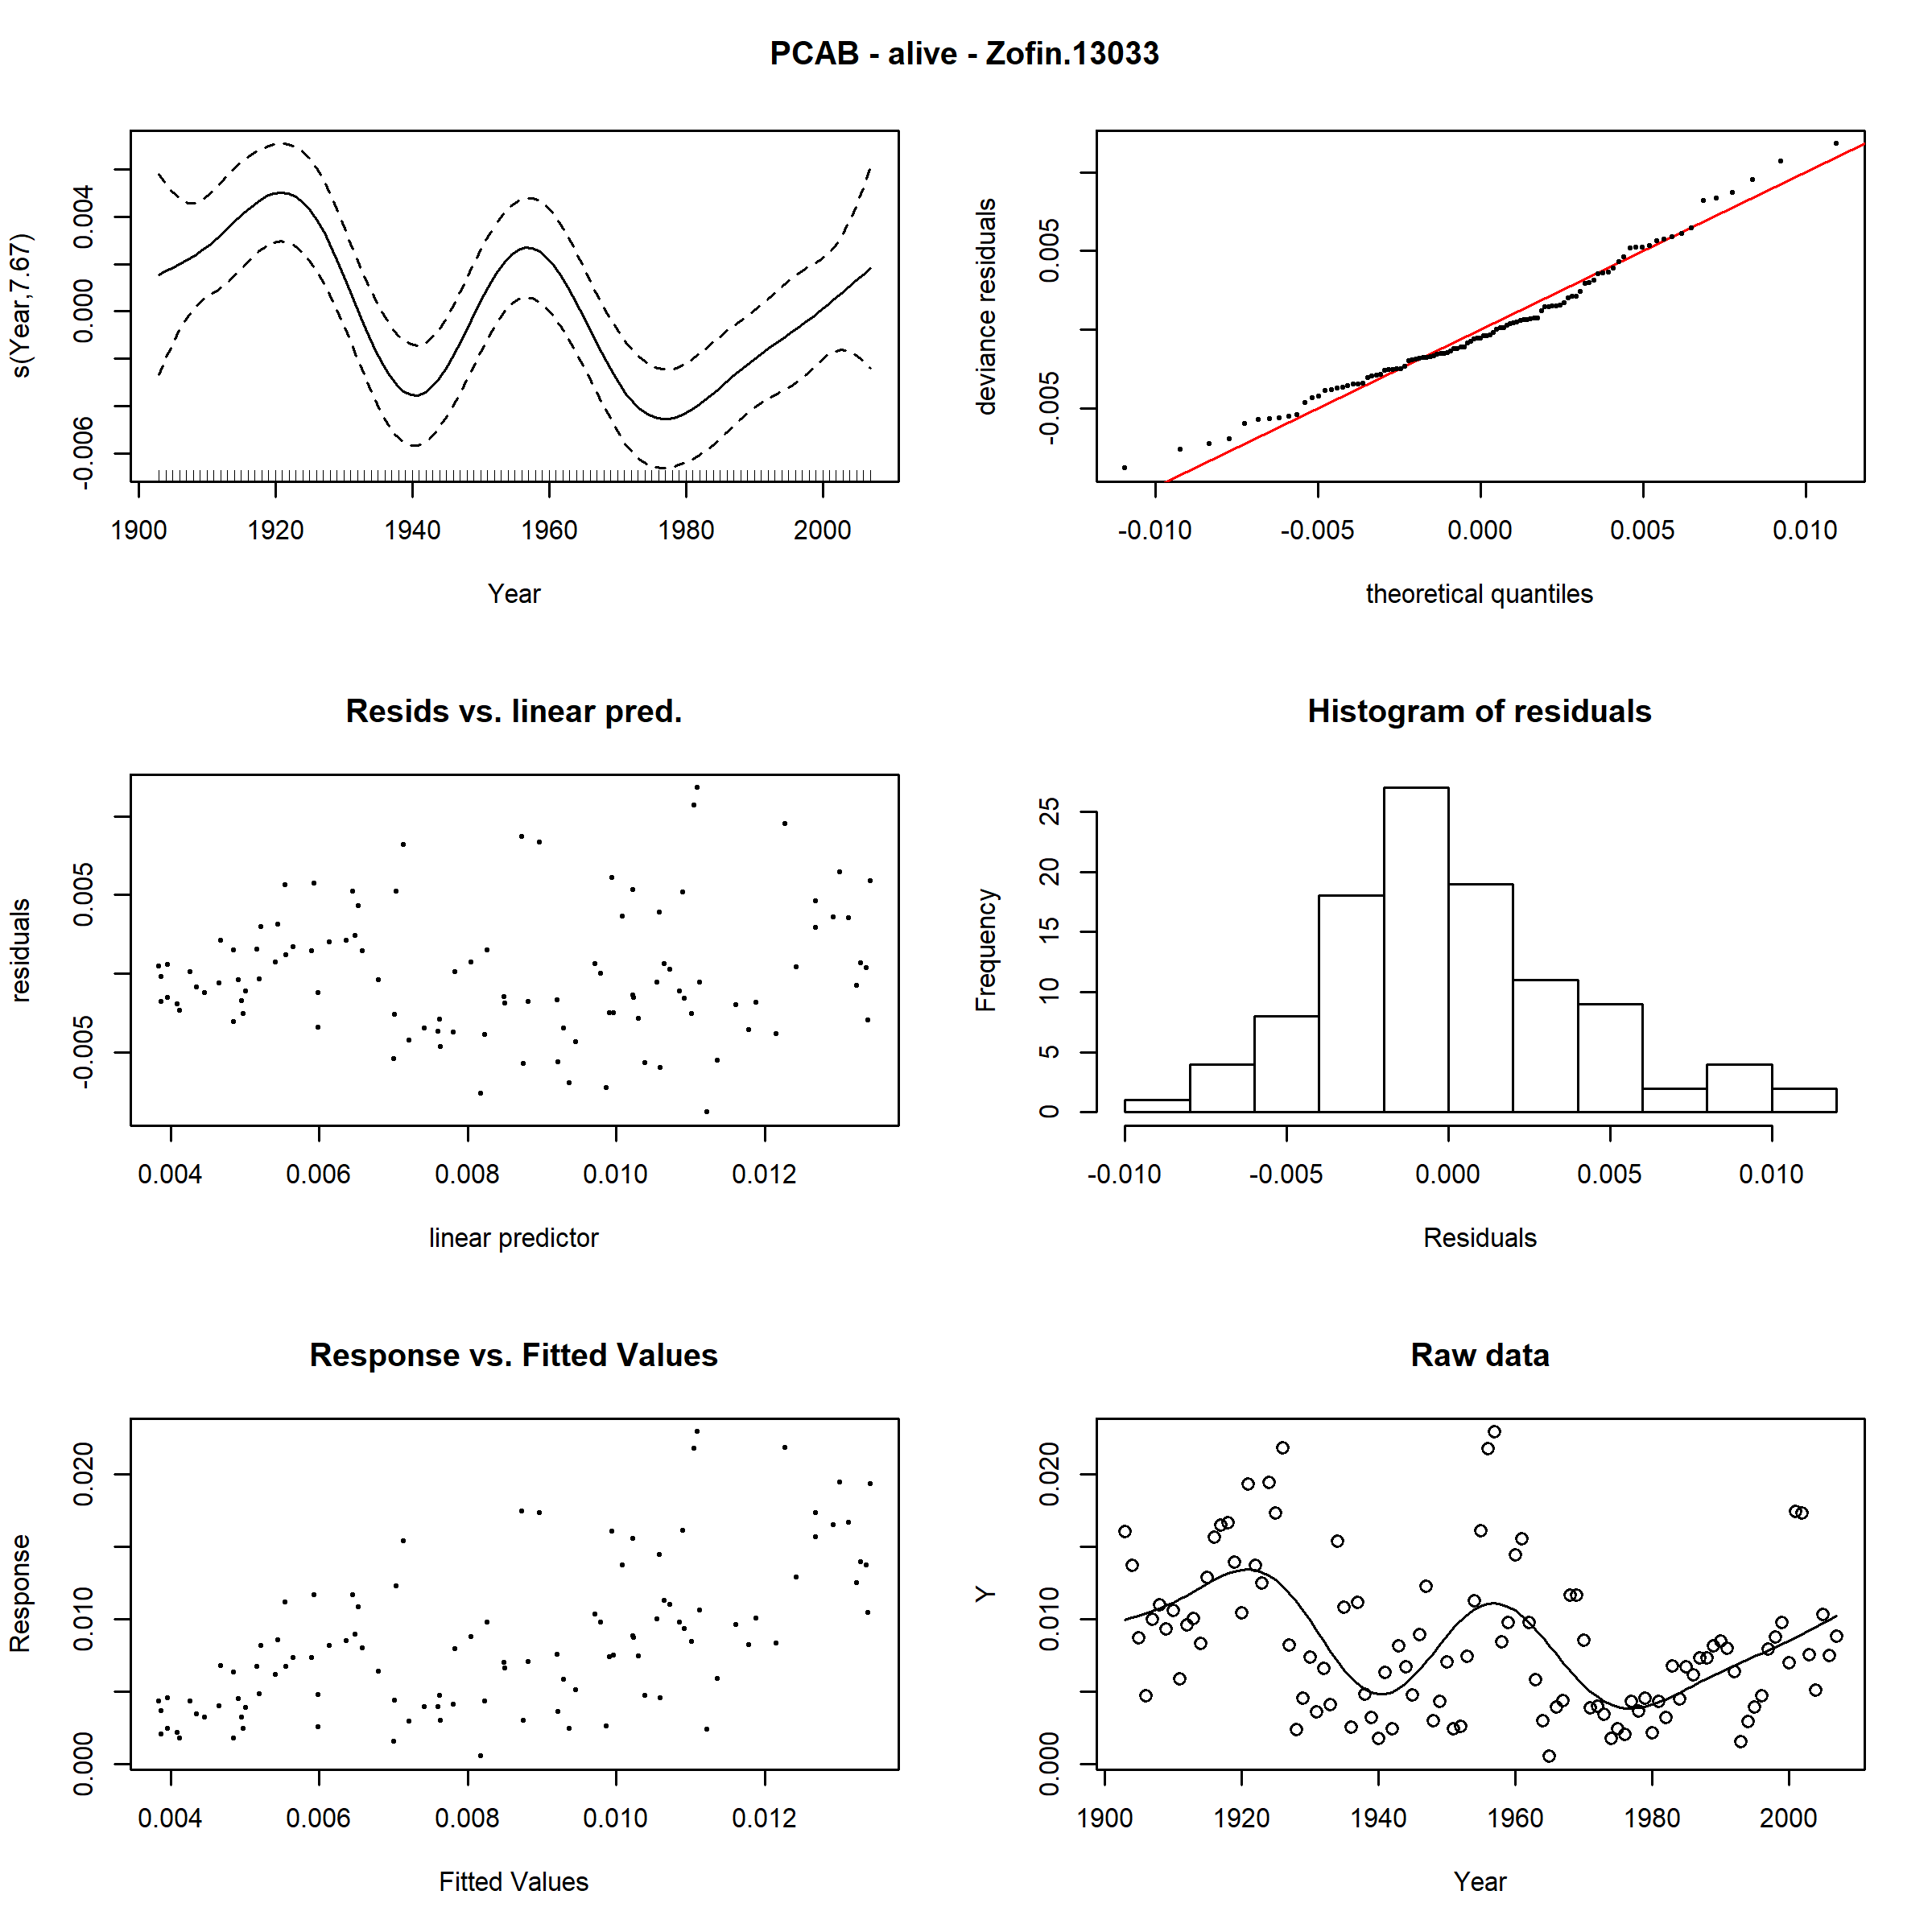 PCAB - alive - Zofin.13033
s(Year,7.67)
-0.006 0.000 0.004
1900 1920 1940 1960 1980 2000
Year
deviance residuals
-0.005 0.005
-0.010 -0.005 0.000 0.005 0.010
theoretical quantiles
Resids vs. linear pred.
residuals
-0.005 0.005
0.004 0.006 0.008 0.010 0.012
linear predictor
Histogram of residuals
Frequency
0 5 10 15 20 25
-0.010 -0.005 0.000 0.005 0.010
Residuals
Response vs. Fitted Values
Response
0.000 0.010 0.020
0.004 0.006 0.008 0.010 0.012
Fitted Values
Raw data
Y
0.000 0.010 0.020
1900 1920 1940 1960 1980 2000
Year